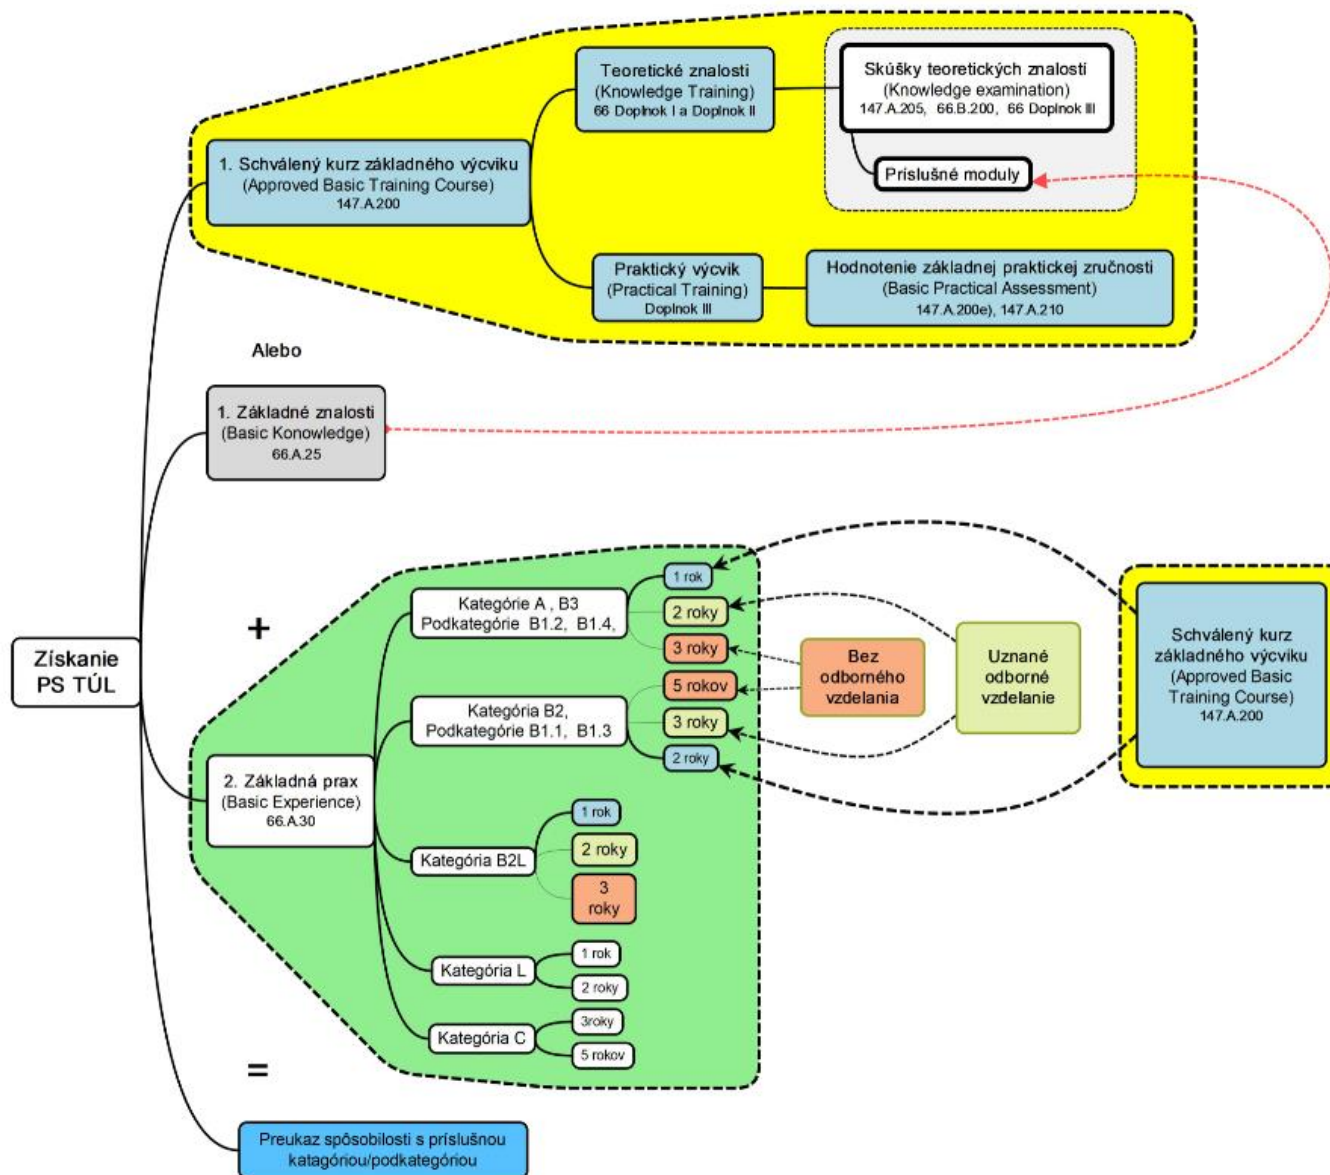 Teoretické znalosti
(Knowledge Training)
66 Doplnok I a Doplnok II
Skúšky teoretických znalostí
(Knowledge examination)
147.A.205, 66.B.200, 66 Doplnok III
Príslušné moduly
1. Schválený kurz základného výcviku
(Approved Basic Training Course)
147.A.200
Praktický výcvik
(Practical Training)
Doplnok III
Hodnotenie základnej praktickej zručnosti
(Basic Practical Assessment)
147.A.200e), 147.A.210
Alebo
1. Základné znalosti
(Basic Konowledge)
66.A.25
+
Získanie
PS TÚL
2. Základná prax
(Basic Experience)
66.A.30
Kategórie A , B3
Podkategórie B1.2, B1.4,
1 rok
2 roky
3 roky
Kategória B2,
Podkategórie B1.1, B1.3
5 rokov
3 roky
2 roky
Bez
odborného
vzdelania
Uznané
odborné
vzdelanie
Schválený kurz
základného výcviku
(Approved Basic
Training Course)
147.A.200
Kategória B2L
1 rok
2 roky
3
roky
Kategória L
1 rok
2 roky
Kategória C
3roky
5 rokov
=
Preukaz spôsobilosti s príslušnou
katagóriou/podkategóriou